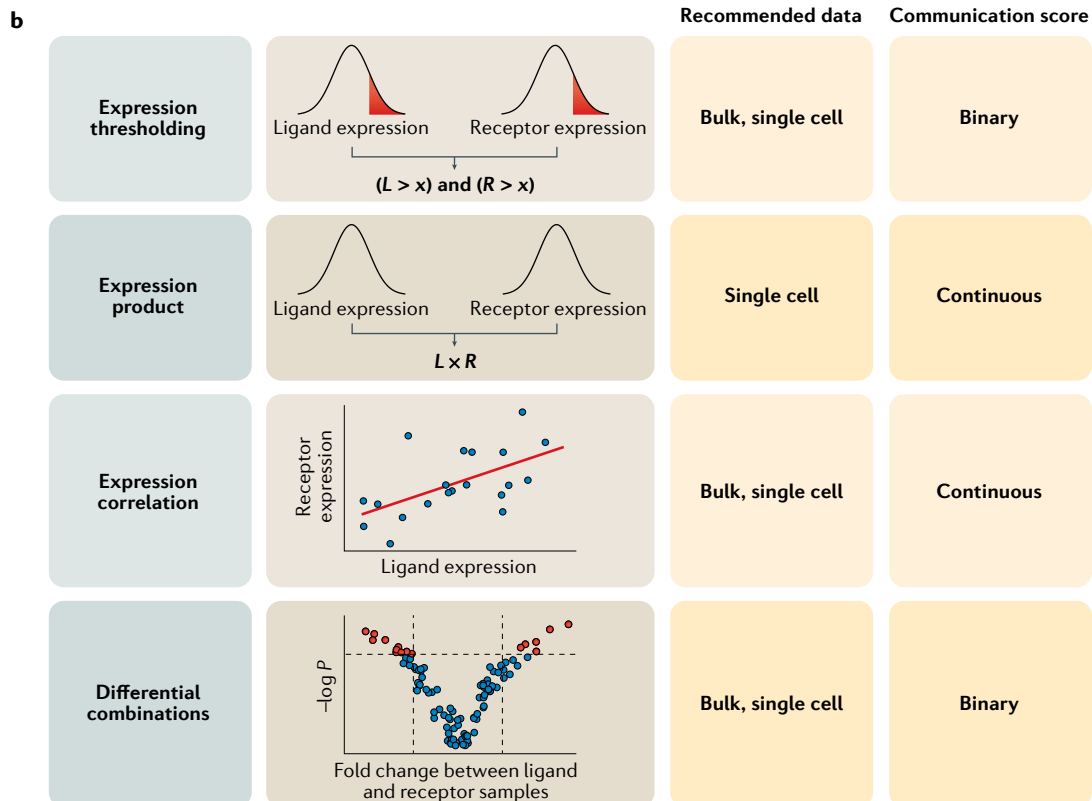 b
Recommended data
Communication score
Expression
thresholding
Ligand expression
Receptor expression
(L > x) and (R > x)
Bulk, single cell
Binary
Expression
product
Ligand expression
Receptor expression
L × R
Single cell
Continuous
Expression
correlation
Receptor
expression
Ligand expression
Bulk, single cell
Continuous
Differential
combinations
–log P
Fold change between ligand
and receptor samples
Bulk, single cell
Binary